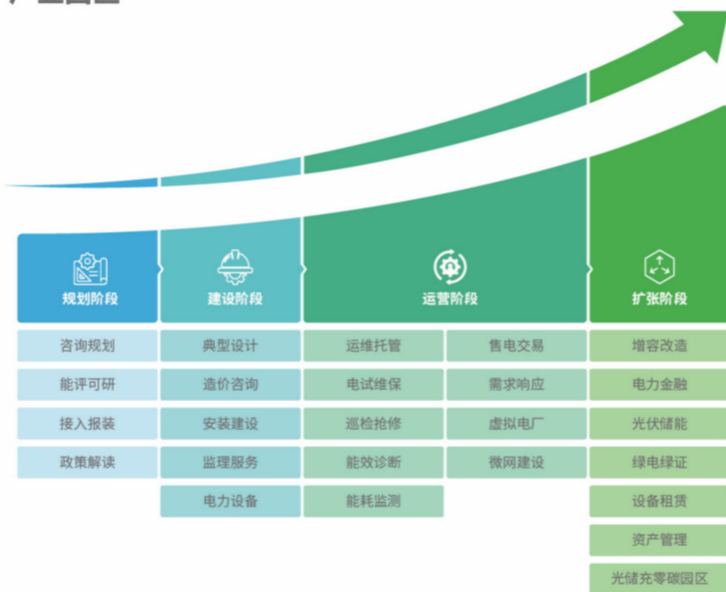 规划阶段
建设阶段
运营阶段
扩张阶段
咨询规划
典型设计
运维托管
售电交易
增容改造
能评可研
造价咨询
电试维保
需求响应
电力金融
接入报装
安装建设
巡检抢修
虚拟电厂
光伏储能
政策解读
监理服务
能效诊断
微网建设
绿电绿证
电力设备
能耗监测
设备租赁
资产管理
光储充零碳园区